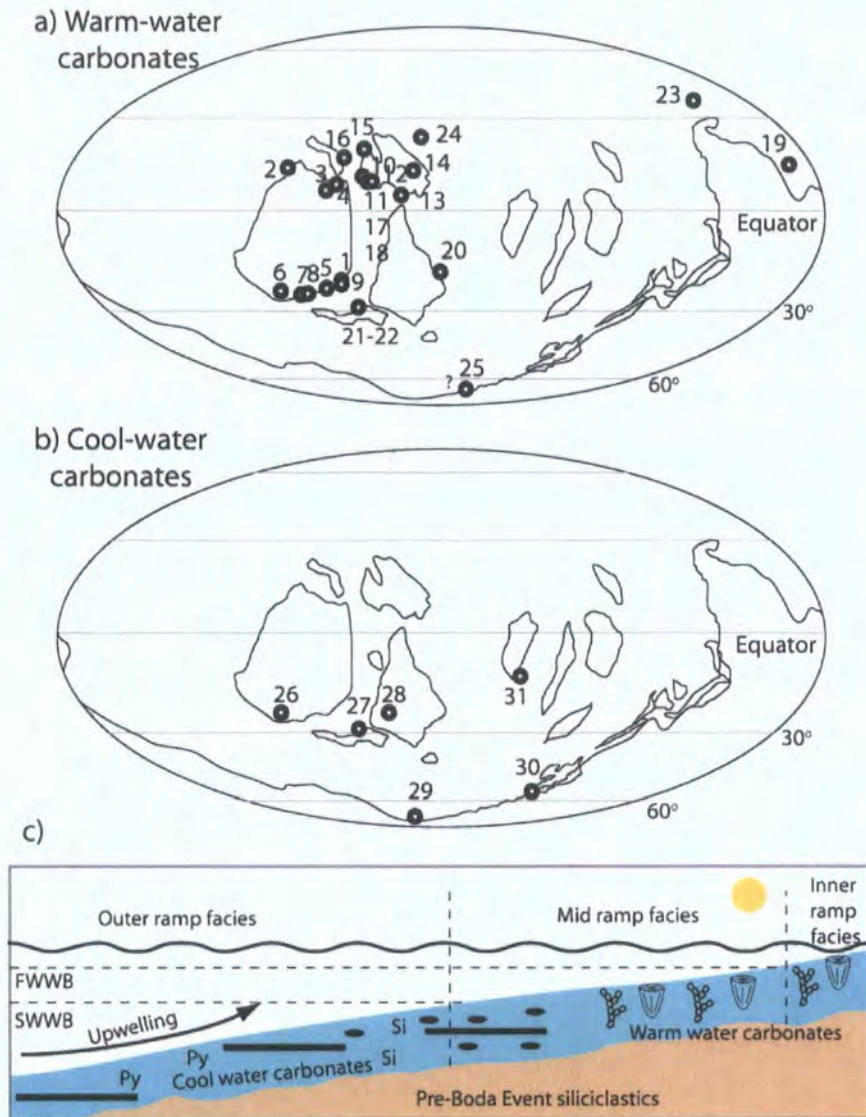 a) Warm-water
carbonates
23
24
15
16
19
2
3
10
12
14
4
11
13
17
Equator
18
20
1
6
7
8
5
9
30°
21-22
25
?
60°
b) Cool-water
carbonates
Equator
31
26
27
28
30°
30
29
60°
c)
Outer ramp facies
Mid ramp facies
Inner
ramp
facies
FWWB
SWWB
Upwelling
Si
Py
Warm water carbonates
Py
Cool water carbonates
Si
Pre-Boda Event siliciclastics